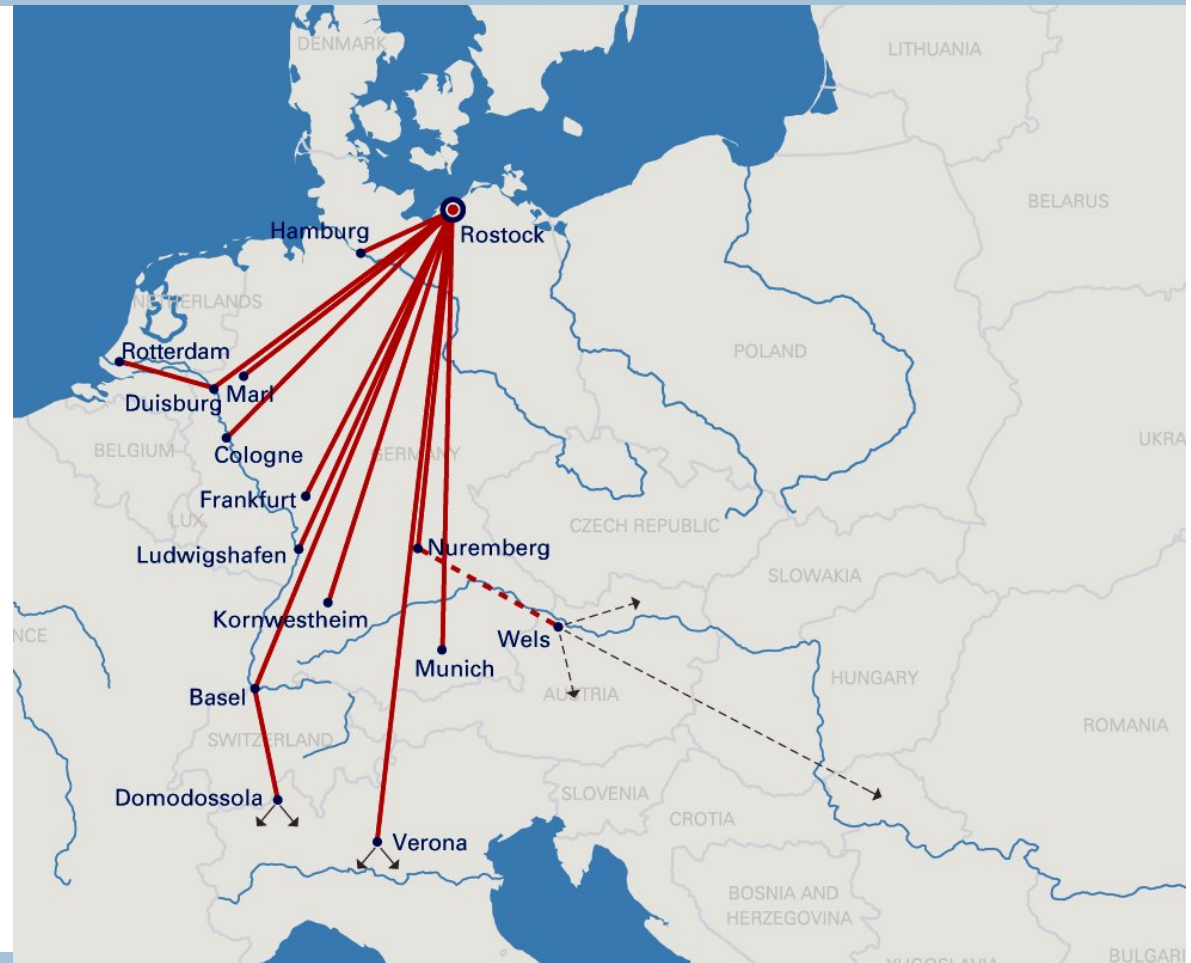 DENMARK
LITHUANIA
BELARUS
Hamburg
Rostock
NETHERLANDS
Rotterdam
POLAND
Marl
Duisburg
BELGIUM
Cologne
GERMANY
UKRA
Frankfurt
LUX
CZECH REPUBLIC
Ludwigshafen
Nuremberg
SLOWAKIA
Kornwestheim
NCE
Wels
Munich
HUNGARY
Basel
AUSTRIA
ROMANIA
SWITZERLAND
Domodossola
SLOVENIA
CROTIA
Verona
BOSNIA AND
HERZEGOVINA
YUGOSLAVIA
BULGARI